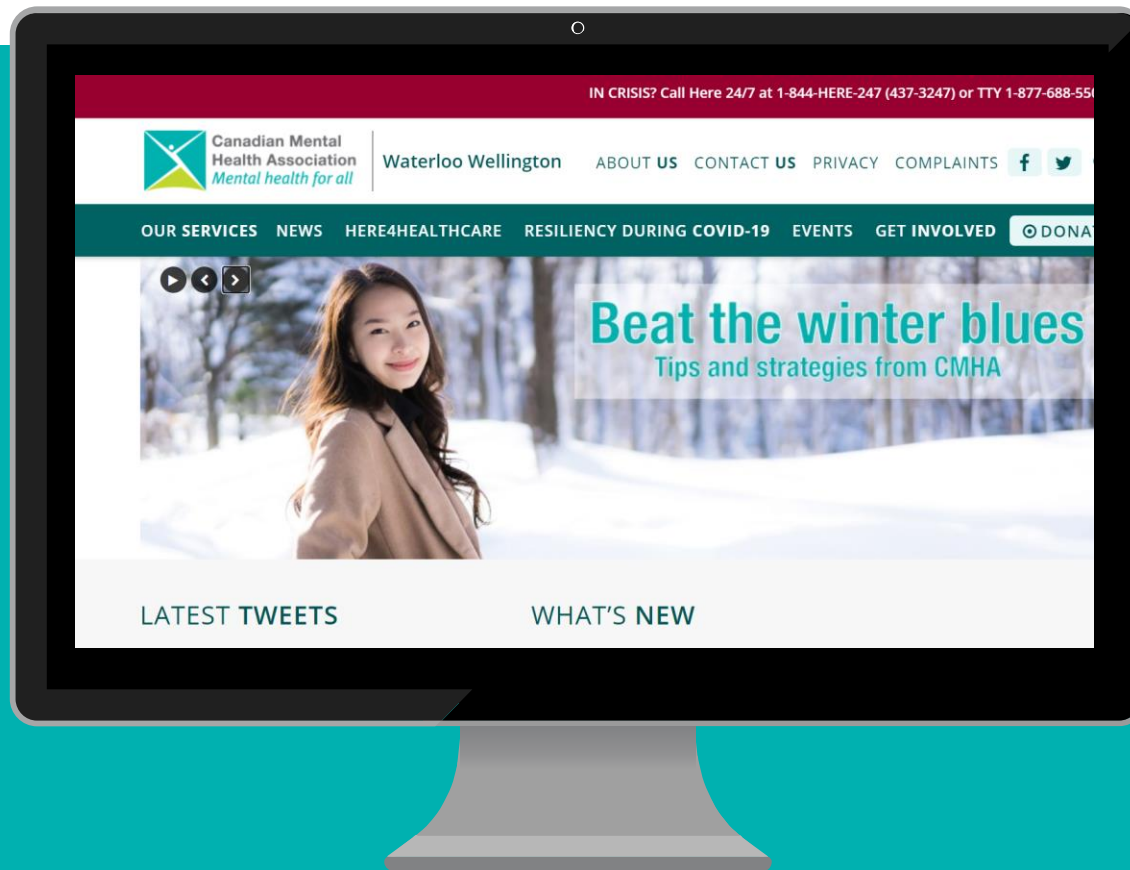 IN CRISIS? Call Here 24/7 at 1-844-HERE-247 (437-3247) or TTY 1-877-688-550
Canadian Mental
Health Association
Mental health for all
Waterloo Wellington
ABOUT US CONTACT US PRIVACY COMPLAINTS
OUR SERVICES NEWS HERE4HEALTHCARE RESILIENCY DURING COVID-19 EVENTS GET INVOLVED DONAT
Beat the winter blues
Tips and strategies from CMHA
LATEST TWEETS
WHAT'S NEW